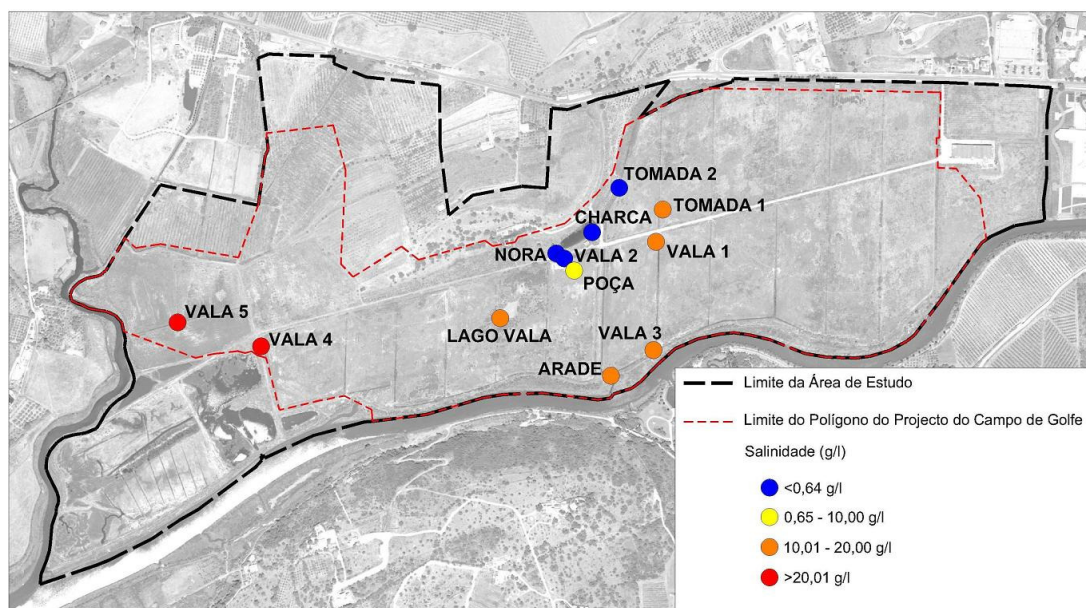 TOMADA 2
TOMADA 1
CHARCA
VALA 1
NORA
VALA 2
POÇA
VALA 5
LAGO VALA
VALA 4
VALA 3
ARADE
Limite da Área de Estudo
Limite do Polígono do Projecto do Campo de Golfe
Salinidade (g/l)
<0,64 g/l
0,65 - 10,00 g/l
10,01 - 20,00 g/l
>20,01 g/l